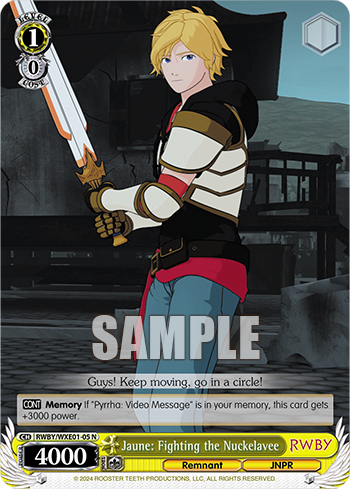 LEVEL
1
0
COST
SAMPLE
Guys! Keep moving, go in a circle!
CONT Memory If "Pyrrha: Video Message" is in your memory, this card gets
+3000 power.
RWBY/WXE01-05 N
Jaune: Fighting the Nuckelavee
RWBY
4000
Remnant
JNPR
© 2024 ROOSTER TEETH PRODUCTIONS, LLC, ALL RIGHTS RESERVED.